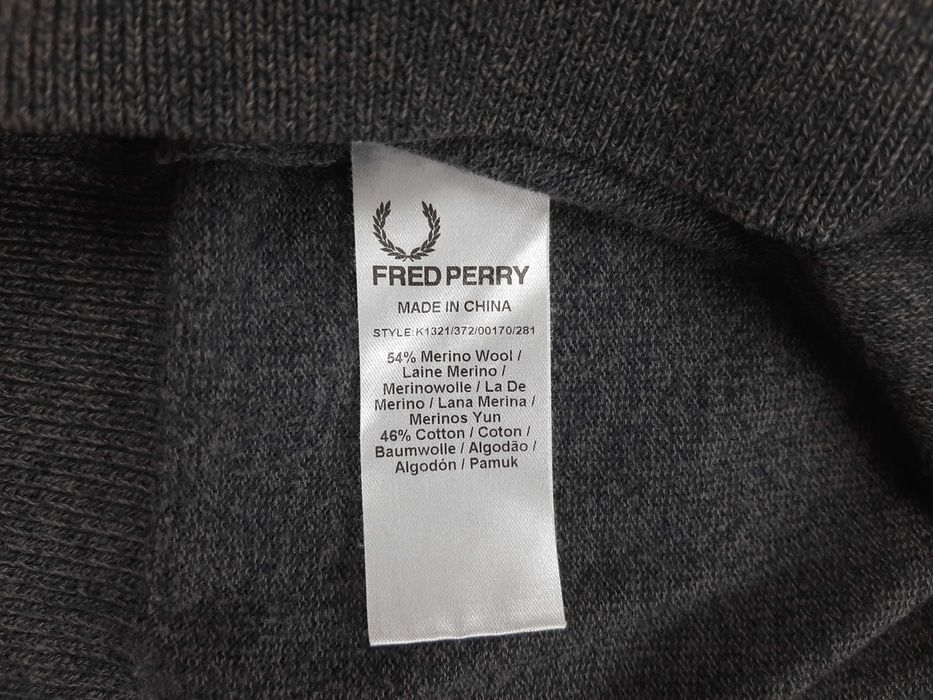 FRED PERRY
MADE IN CHINA
STYLE:K1321/372/00170/281
54% Merino Wool /
Laine Merino /
Merinowolle / La De
Merino / Lana Merina /
Merinos Yun
46% Cotton / Coton /
Baumwolle / Algodão /
Algodón / Pamuk